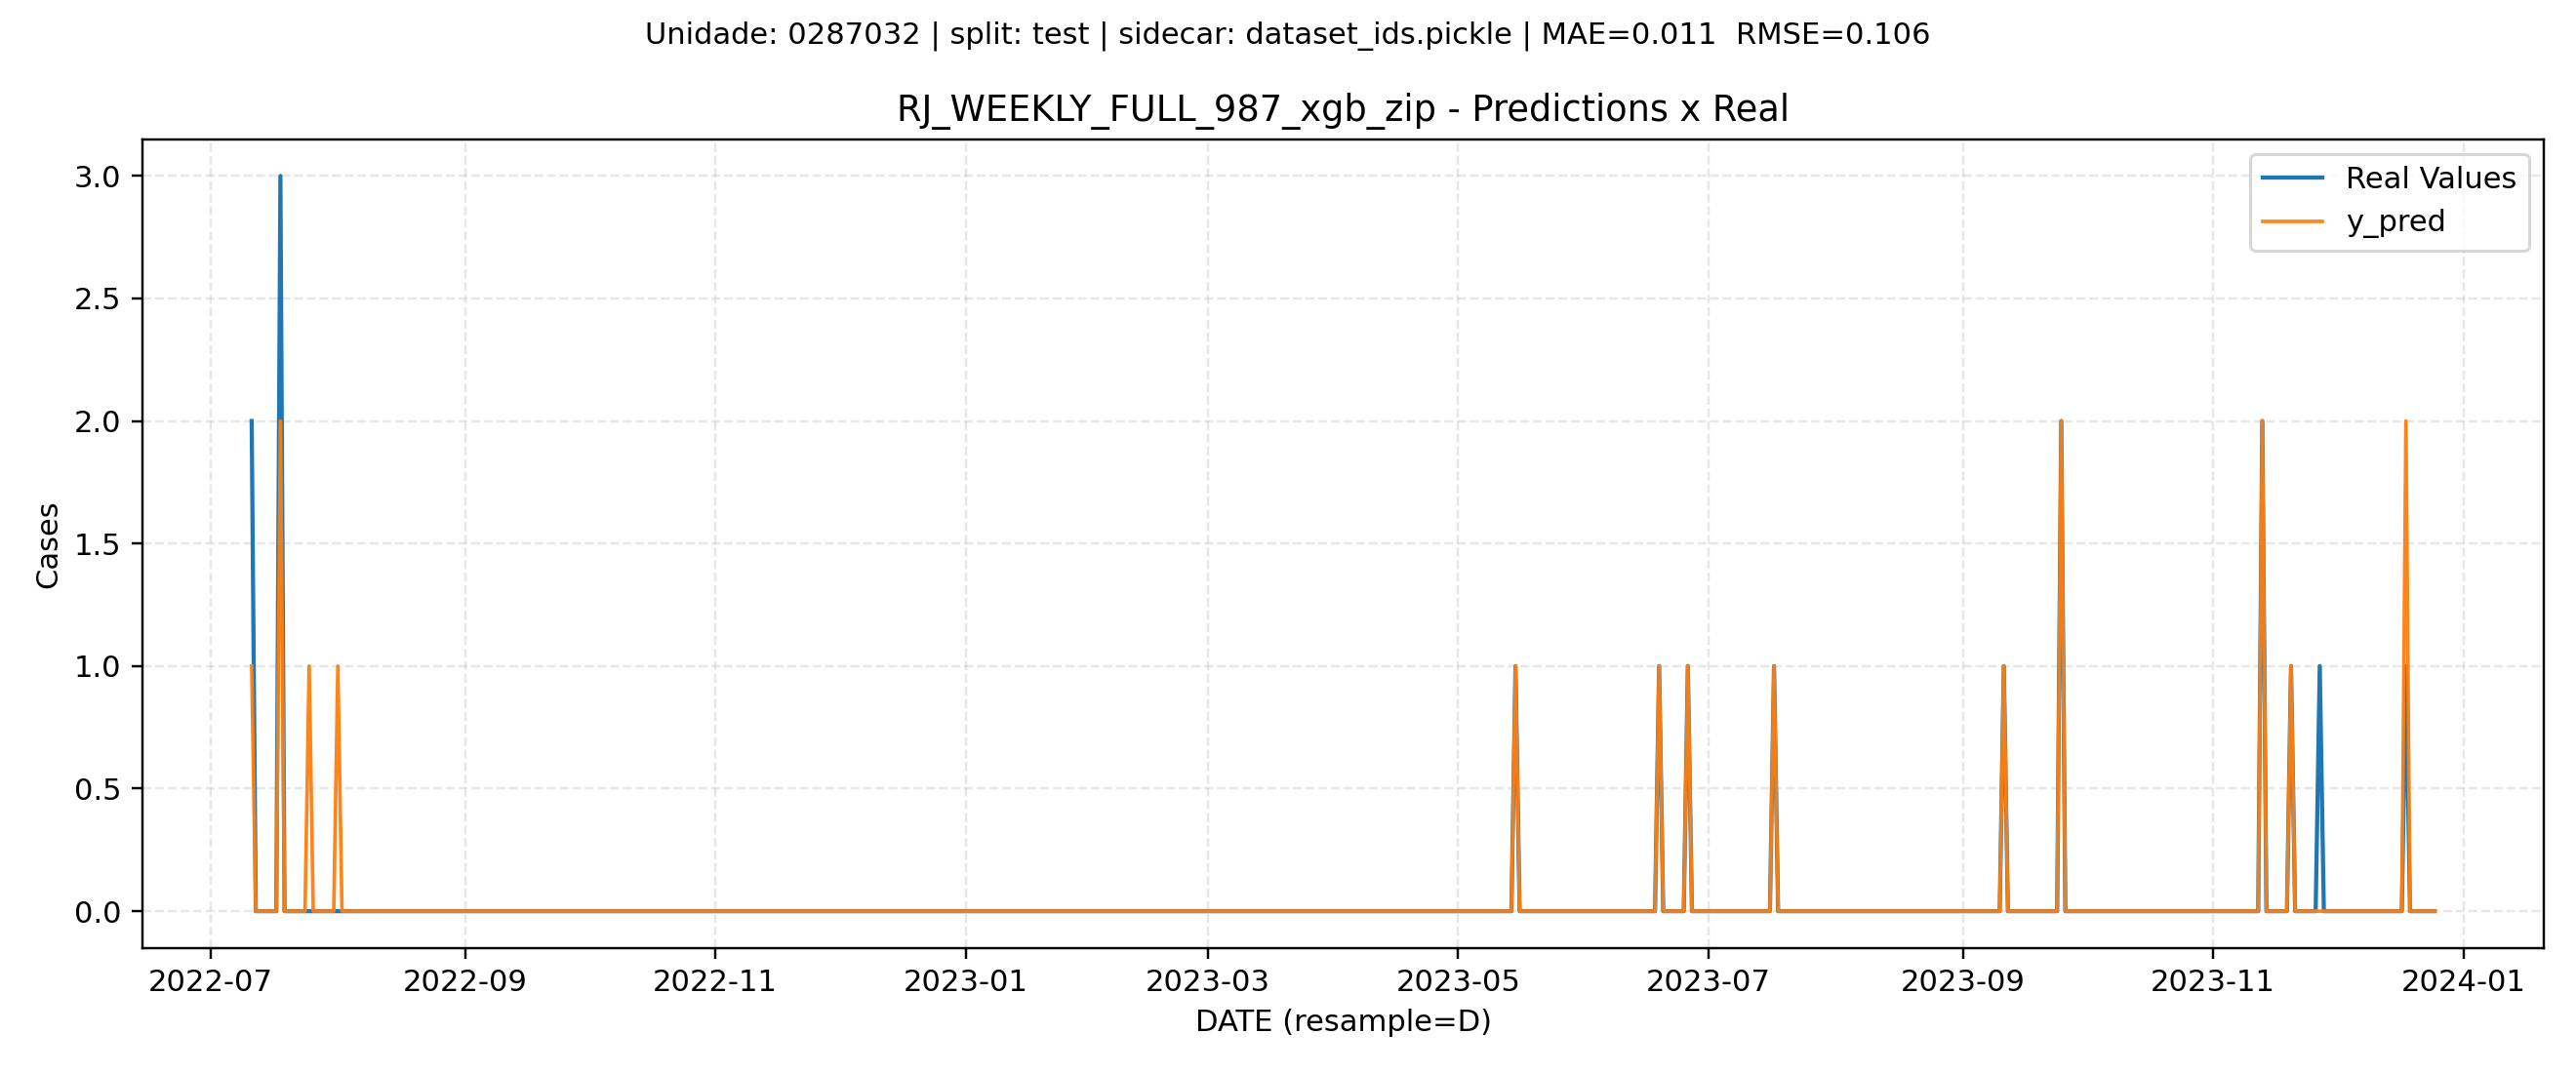 Unidade: 0287032 | split: test | sidecar: dataset_ids.pickle | MAE=0.011  RMSE=0.106
RJ_WEEKLY_FULL_987_xgb_zip - Predictions x Real
Real Values
y_pred
3.0
2.5
2.0
1.5
1.0
0.5
0.0
Cases
2022-07
2022-09
2022-11
2023-01
2023-03
2023-05
2023-07
2023-09
2023-11
2024-01
DATE (resample=D)